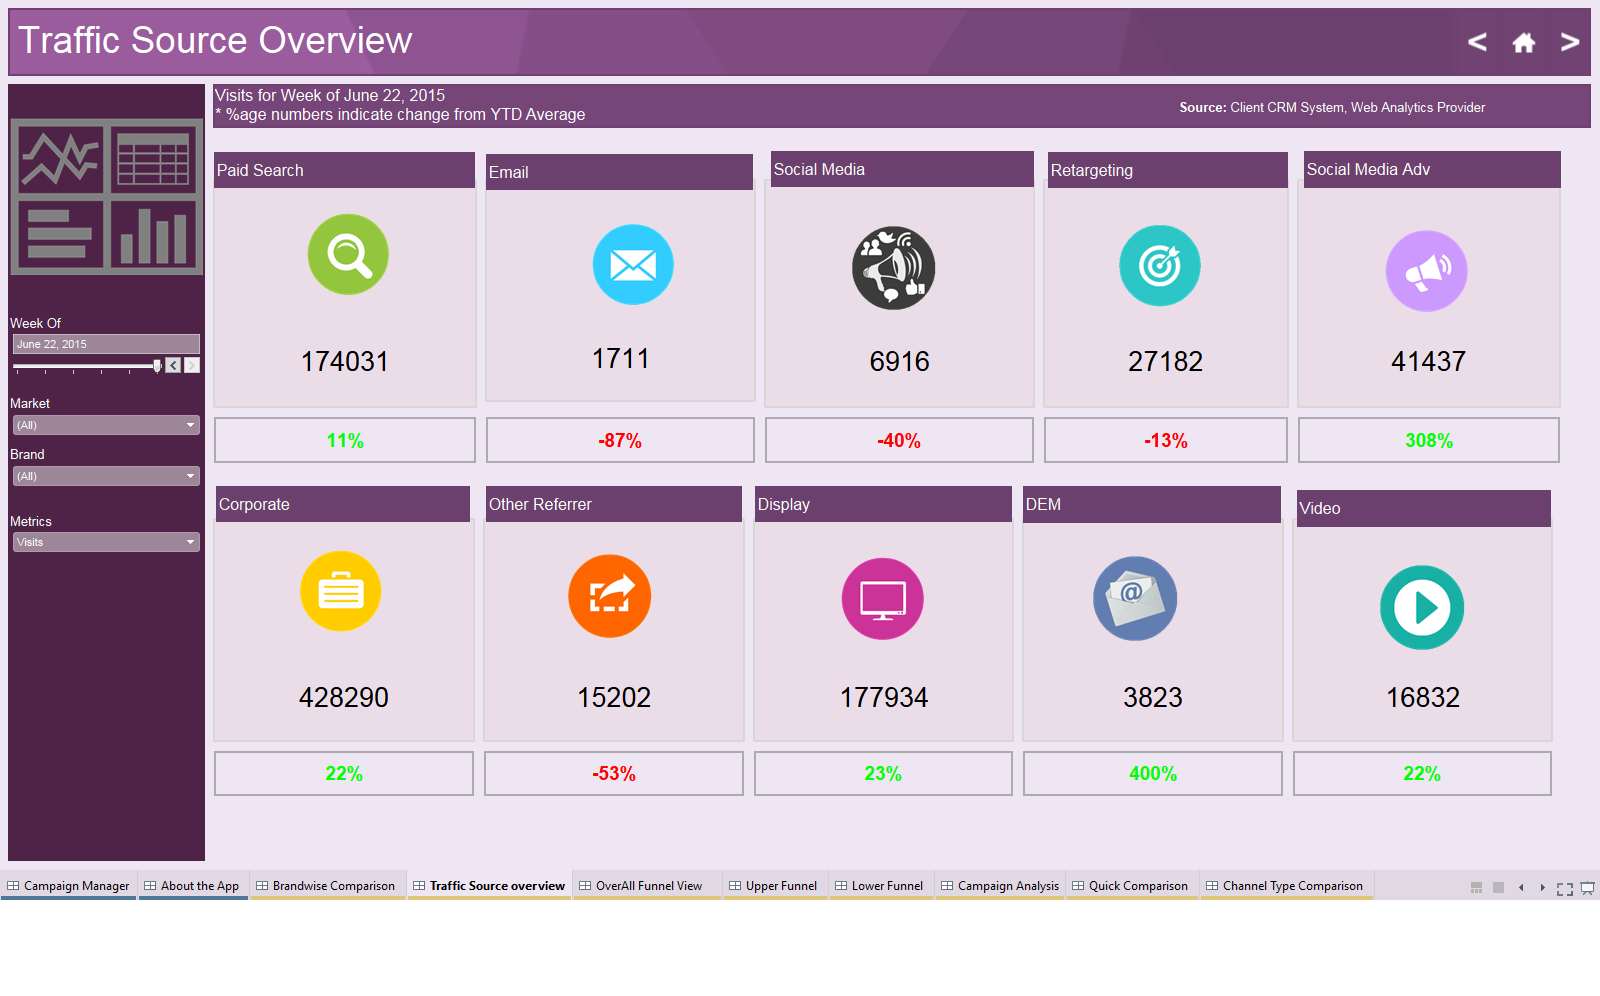 Traffic Source Overview
Visits for Week of June 22, 2015
* %age numbers indicate change from YTD Average
Source: Client CRM System, Web Analytics Provider
Week Of
June 22, 2015
Market
(All)
Brand
(All)
Metrics
Visits
Paid Search
Email
Social Media
Retargeting
Social Media Adv
174031
1711
6916
27182
41437
11%
-87%
-40%
-13%
308%
Corporate
Other Referrer
Display
DEM
Video
@
428290
15202
177934
3823
16832
22%
-53%
23%
400%
22%
Campaign Manager
About the App
Brandwise Comparison
Traffic Source overview
OverAll Funnel View
Upper Funnel
Lower Funnel
Campaign Analysis
Quick Comparison
Channel Type Comparison